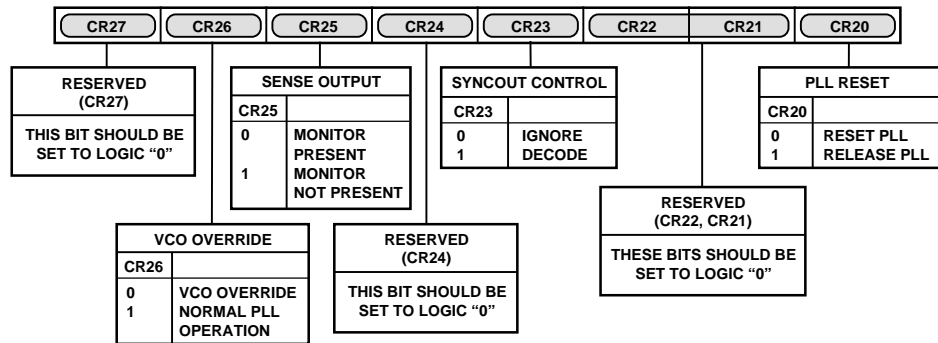 CR27 CR26 CR25 CR24 CR23 CR22 CR21 CR20
RESERVED
(CR27)
THIS BIT SHOULD BE
SET TO LOGIC “0”
SENSE OUTPUT
CR25
0 MONITOR
PRESENT
1 MONITOR
NOT PRESENT
SYNCOUT CONTROL
CR23
0 IGNORE
1 DECODE
PLL RESET
CR20
0 RESET PLL
1 RELEASE PLL
VCO OVERRIDE
CR26
0 VCO OVERRIDE
1 NORMAL PLL
OPERATION
RESERVED
(CR24)
THIS BIT SHOULD BE
SET TO LOGIC “0”
RESERVED
(CR22, CR21)
THESE BITS SHOULD BE
SET TO LOGIC “0”